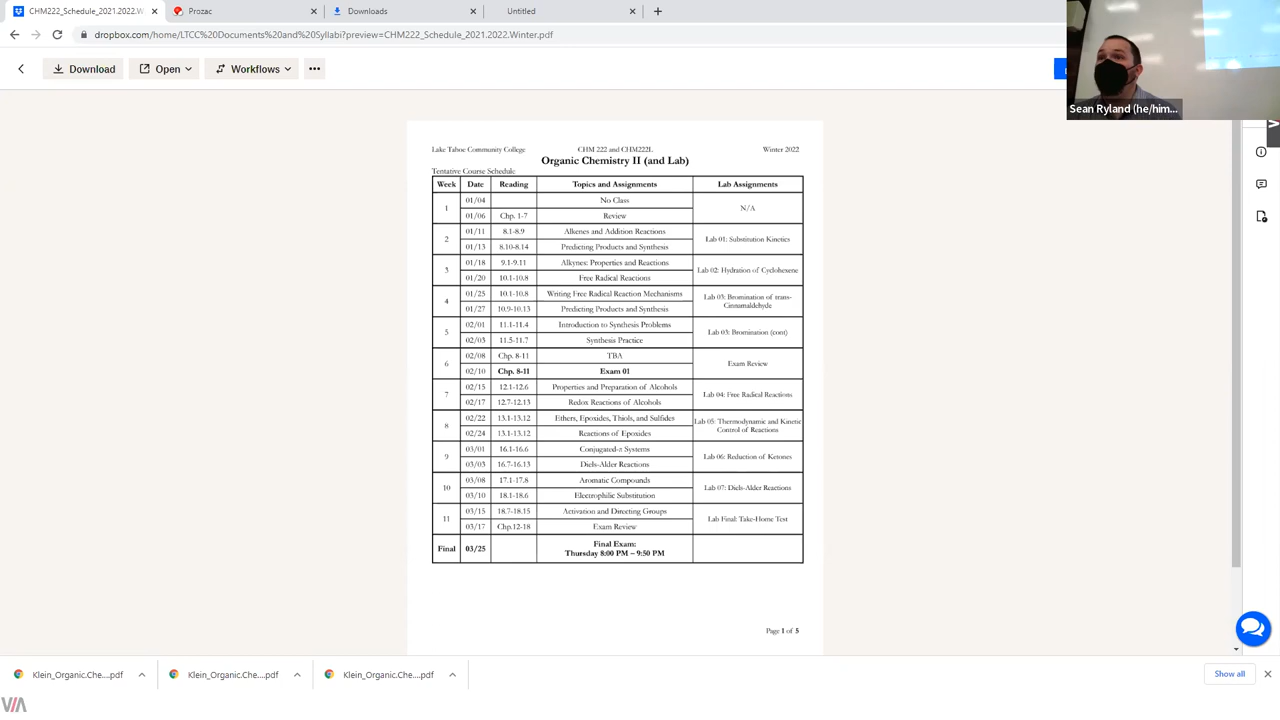 CHM222_Schedule_2021.2022.W
Prozac
Downloads
Untitled
dropbox.com/home/LTCC%20Documents%20and%20Syllabi?preview=CHM222_Schedule_2021.2022.Winter.pdf
Download
Open
Workflows
Sean Ryland (he/him...
Lake Tahoe Community College CHM 222 and CHM222L Winter 2022
Organic Chemistry II (and Lab)
Tentative Course Schedule
Week Date Reading Topics and Assignments Lab Assignments
1 01/04 No Class N/A
01/06 Chp. 1-7 Review
2 01/11 8.1-8.9 Alkenes and Addition Reactions Lab 01: Substitution Kinetics
01/13 8.10-8.14 Predicting Products and Synthesis
3 01/18 9.1-9.11 Alkynes: Properties and Reactions Lab 02: Hydration of Cyclohexene
01/20 10.1-10.8 Free Radical Reactions
4 01/25 10.1-10.8 Writing Free Radical Reaction Mechanisms Lab 03: Bromination of trans-
Cinnamaldehyde
01/27 10.9-10.13 Predicting Products and Synthesis
5 02/01 11.1-11.4 Introduction to Synthesis Problems Lab 03: Bromination (cont)
02/03 11.5-11.7 Synthesis Practice
6 02/08 Chp. 8-11 TBA Exam Review
02/10 Chp. 8-11 Exam 01
7 02/15 12.1-12.6 Properties and Preparation of Alcohols Lab 04: Free Radical Reactions
02/17 12.7-12.13 Redox Reactions of Alcohols
8 02/22 13.1-13.12 Ethers, Epoxides, Thiols, and Sulfides Lab 05: Thermodynamic and Kinetic
Control of Reactions
02/24 13.1-13.12 Reactions of Epoxides
9 03/01 16.1-16.6 Conjugated-π Systems Lab 06: Reduction of Ketones
03/03 16.7-16.13 Diels-Alder Reactions
10 03/08 17.1-17.8 Aromatic Compounds Lab 07: Diels-Alder Reactions
03/10 18.1-18.6 Electrophilic Substitution
11 03/15 18.7-18.15 Activation and Directing Groups Lab Final: Take-Home Test
03/17 Chp.12-18 Exam Review
Final 03/25 Final Exam:
Thursday 8:00 PM – 9:50 PM
Page 1 of 5
Klein_Organic.Che....pdf
Klein_Organic.Che....pdf
Klein_Organic.Che....pdf
Show all
VIA